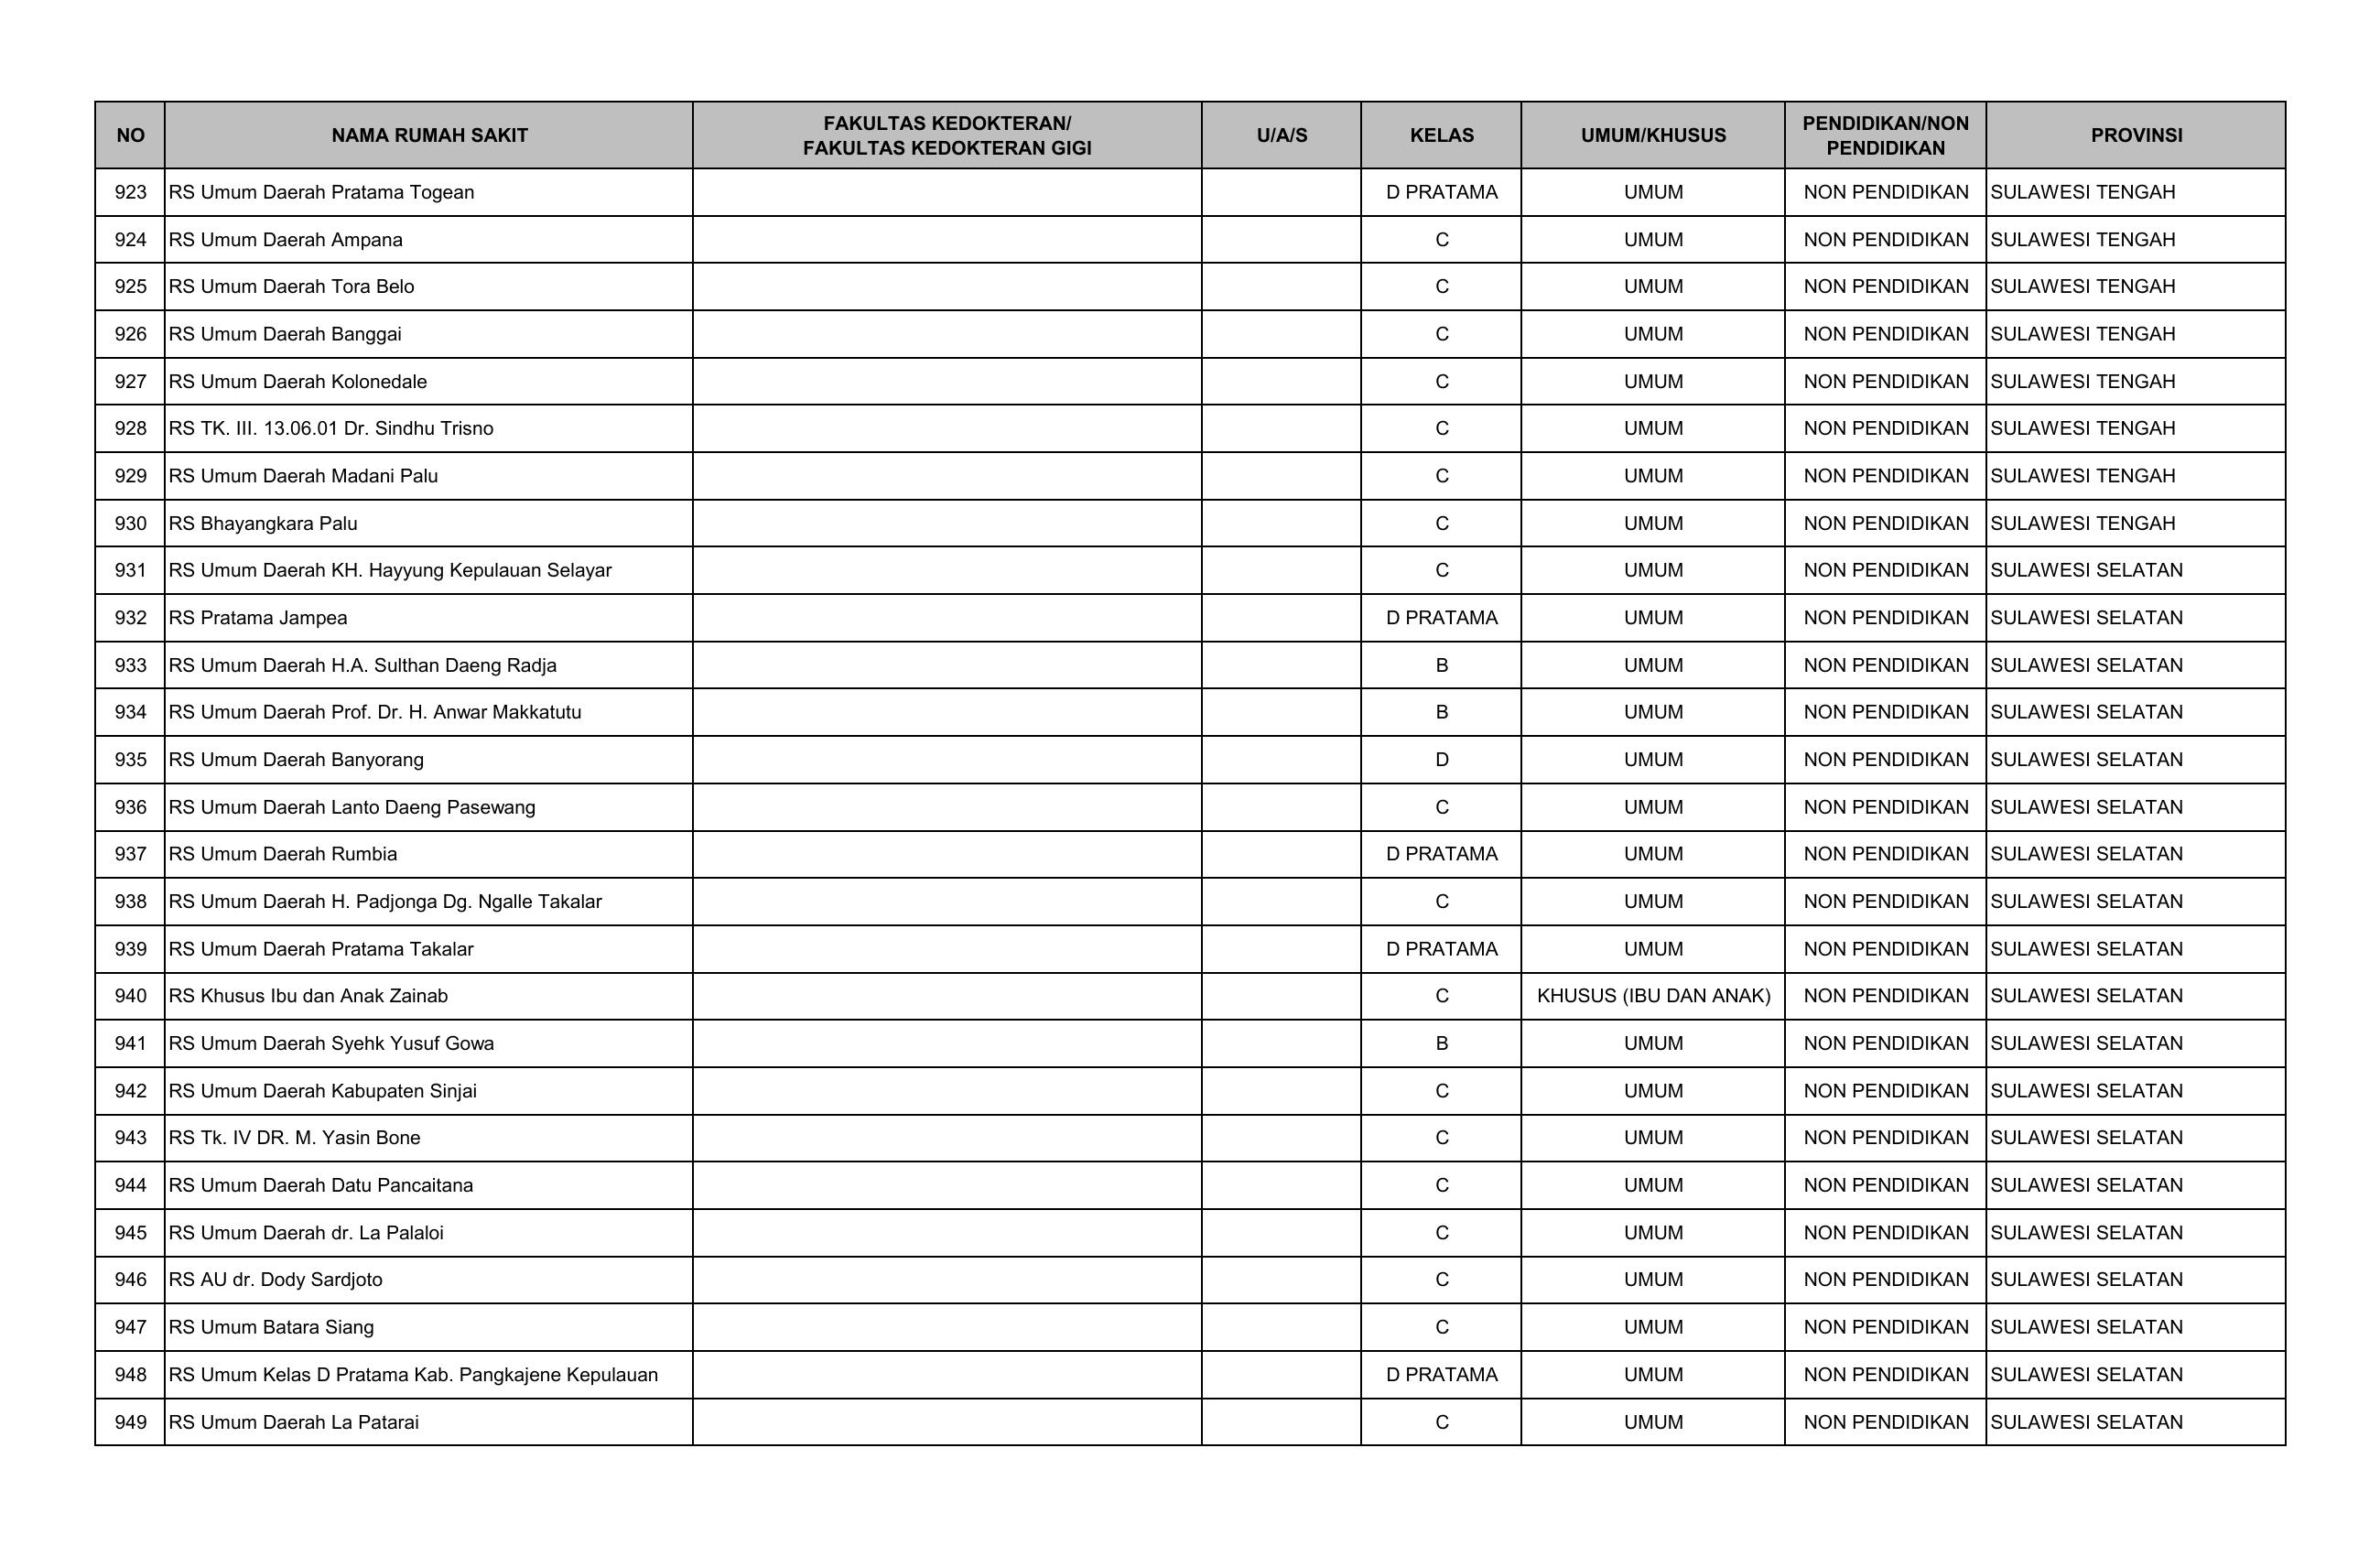 NO NAMA RUMAH SAKIT FAKULTAS KEDOKTERAN/ FAKULTAS KEDOKTERAN GIGI U/A/S KELAS UMUM/KHUSUS PENDIDIKAN/NON PENDIDIKAN PROVINSI
923 RS Umum Daerah Pratama Togean D PRATAMA UMUM NON PENDIDIKAN SULAWESI TENGAH
924 RS Umum Daerah Ampana C UMUM NON PENDIDIKAN SULAWESI TENGAH
925 RS Umum Daerah Tora Belo C UMUM NON PENDIDIKAN SULAWESI TENGAH
926 RS Umum Daerah Banggai C UMUM NON PENDIDIKAN SULAWESI TENGAH
927 RS Umum Daerah Kolonedale C UMUM NON PENDIDIKAN SULAWESI TENGAH
928 RS TK. III. 13.06.01 Dr. Sindhu Trisno C UMUM NON PENDIDIKAN SULAWESI TENGAH
929 RS Umum Daerah Madani Palu C UMUM NON PENDIDIKAN SULAWESI TENGAH
930 RS Bhayangkara Palu C UMUM NON PENDIDIKAN SULAWESI TENGAH
931 RS Umum Daerah KH. Hayyung Kepulauan Selayar C UMUM NON PENDIDIKAN SULAWESI SELATAN
932 RS Pratama Jampea D PRATAMA UMUM NON PENDIDIKAN SULAWESI SELATAN
933 RS Umum Daerah H.A. Sulthan Daeng Radja B UMUM NON PENDIDIKAN SULAWESI SELATAN
934 RS Umum Daerah Prof. Dr. H. Anwar Makkatutu B UMUM NON PENDIDIKAN SULAWESI SELATAN
935 RS Umum Daerah Banyorang D UMUM NON PENDIDIKAN SULAWESI SELATAN
936 RS Umum Daerah Lanto Daeng Pasewang C UMUM NON PENDIDIKAN SULAWESI SELATAN
937 RS Umum Daerah Rumbia D PRATAMA UMUM NON PENDIDIKAN SULAWESI SELATAN
938 RS Umum Daerah H. Padjonga Dg. Ngalle Takalar C UMUM NON PENDIDIKAN SULAWESI SELATAN
939 RS Umum Daerah Pratama Takalar D PRATAMA UMUM NON PENDIDIKAN SULAWESI SELATAN
940 RS Khusus Ibu dan Anak Zainab C KHUSUS (IBU DAN ANAK) NON PENDIDIKAN SULAWESI SELATAN
941 RS Umum Daerah Syehk Yusuf Gowa B UMUM NON PENDIDIKAN SULAWESI SELATAN
942 RS Umum Daerah Kabupaten Sinjai C UMUM NON PENDIDIKAN SULAWESI SELATAN
943 RS Tk. IV DR. M. Yasin Bone C UMUM NON PENDIDIKAN SULAWESI SELATAN
944 RS Umum Daerah Datu Pancaitana C UMUM NON PENDIDIKAN SULAWESI SELATAN
945 RS Umum Daerah dr. La Palaloi C UMUM NON PENDIDIKAN SULAWESI SELATAN
946 RS AU dr. Dody Sardjoto C UMUM NON PENDIDIKAN SULAWESI SELATAN
947 RS Umum Batara Siang C UMUM NON PENDIDIKAN SULAWESI SELATAN
948 RS Umum Kelas D Pratama Kab. Pangkajene Kepulauan D PRATAMA UMUM NON PENDIDIKAN SULAWESI SELATAN
949 RS Umum Daerah La Patarai C UMUM NON PENDIDIKAN SULAWESI SELATAN